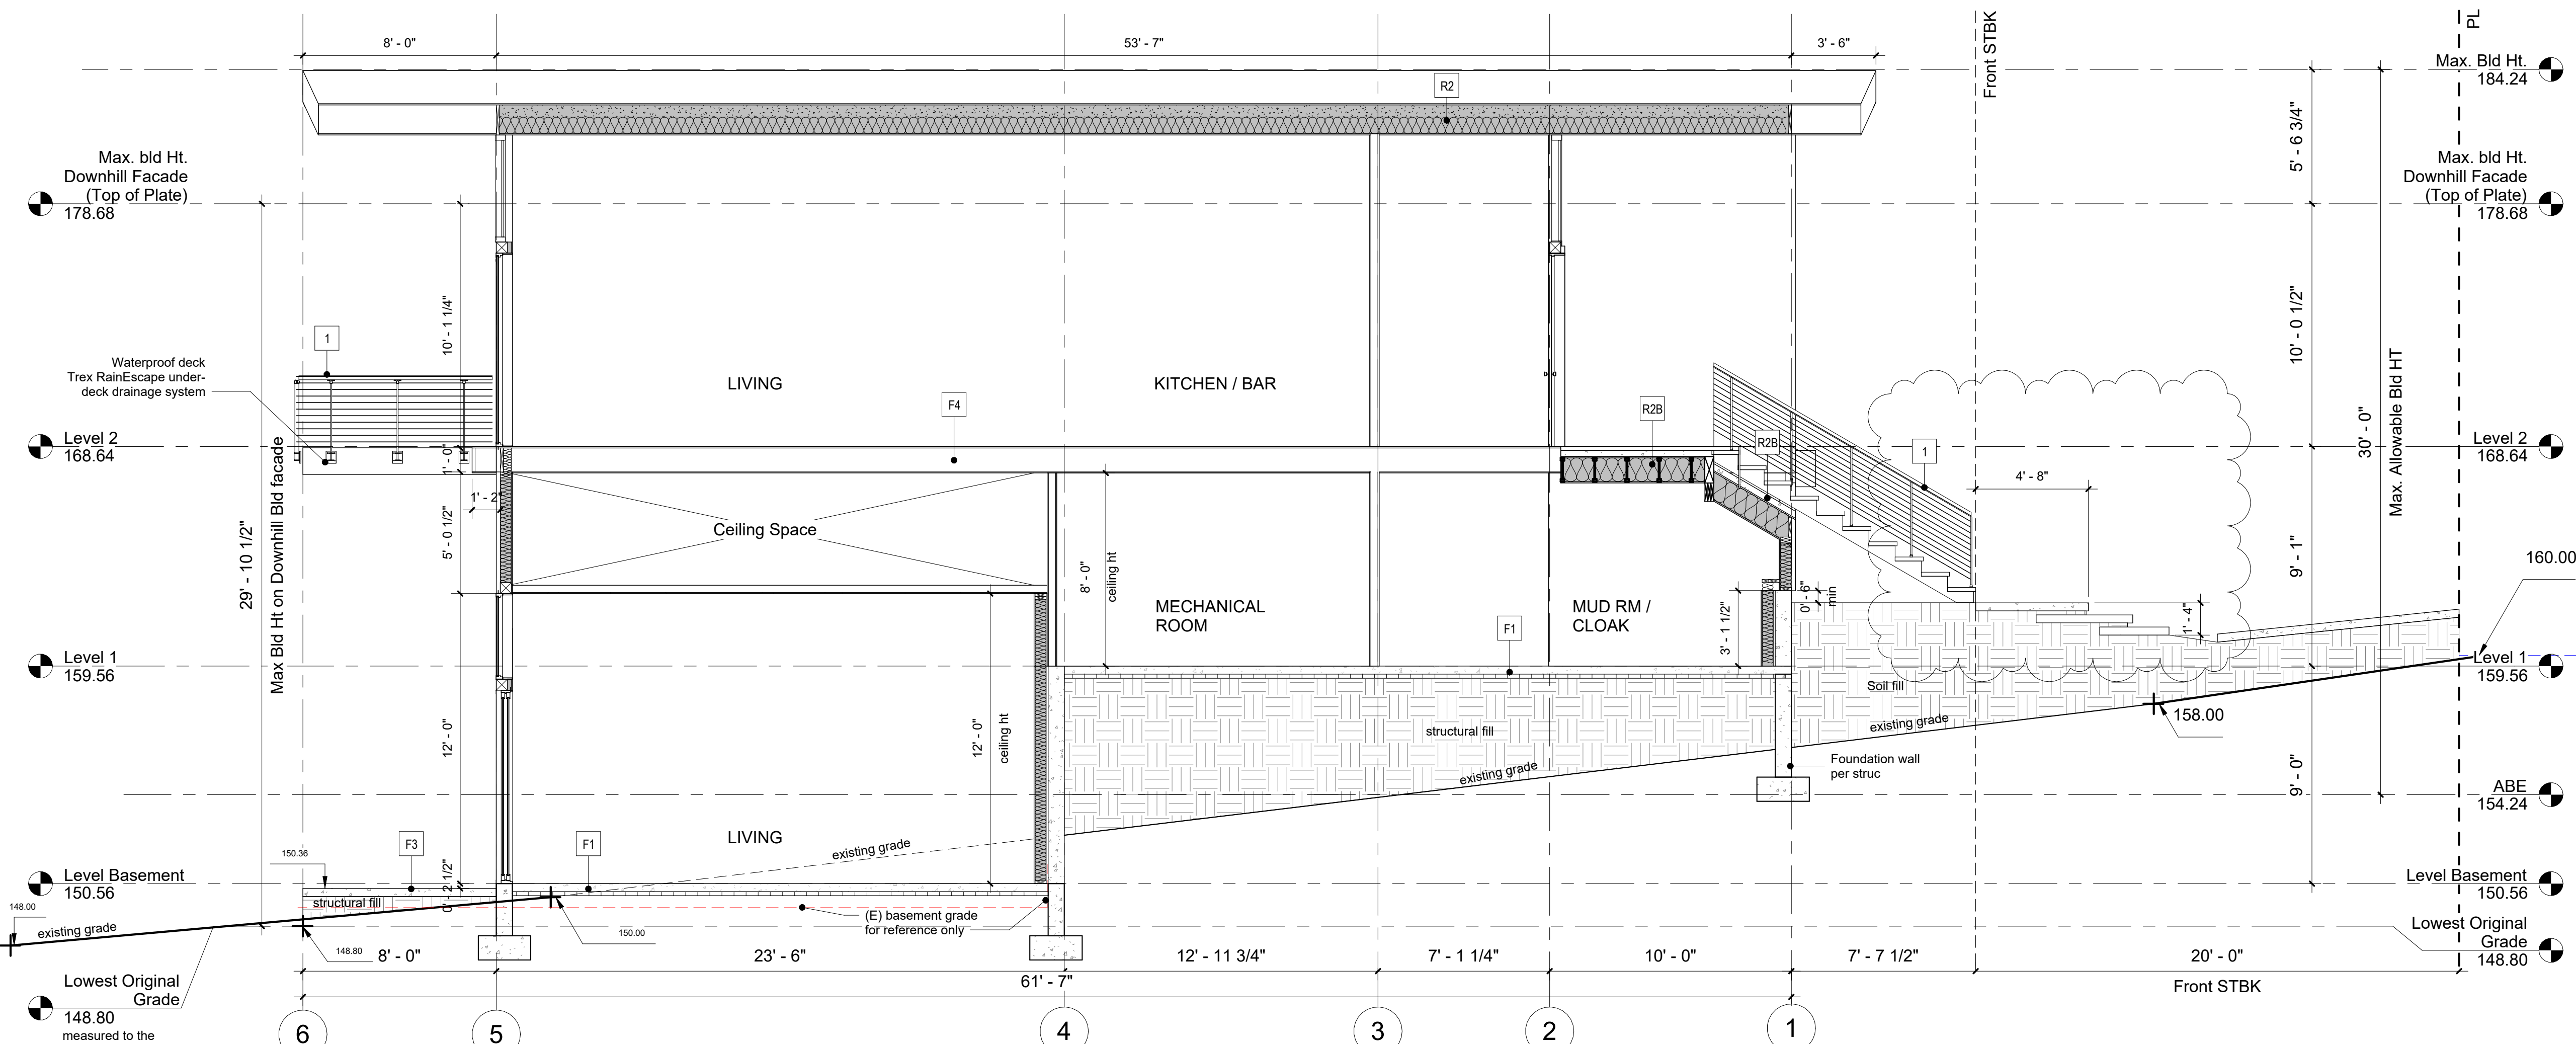 8' - 0"
53' - 7"
3' - 6"
Front STBK
PL
Max. Bld Ht.
184.24
R2
5' - 6 3/4"
Max. bld Ht.
Downhill Facade
(Top of Plate)
178.68
Max. bld Ht.
Downhill Facade
(Top of Plate)
178.68
10' - 1 1/4"
10' - 0 1/2"
30' - 0"
Max. Allowable Bld HT
1
Waterproof deck
Trex RainEscape under-
deck drainage system
LIVING
KITCHEN / BAR
F4
R2B
R2B
1
Level 2
168.64
Level 2
168.64
1' - 0"
1' - 2"
4' - 8"
Max Bld Ht on Downhill Bld facade
29' - 10 1/2"
5' - 0 1/2"
Ceiling Space
8' - 0"
ceiling ht
9' - 1"
160.00
MECHANICAL
ROOM
MUD RM /
CLOAK
F1
3' - 1 1/2"
0' - 6"
min
1' - 4"
Level 1
159.56
Level 1
159.56
Soil fill
158.00
existing grade
12' - 0"
12' - 0"
ceiling ht
structural fill
existing grade
Foundation wall
per struc
9' - 0"
ABE
154.24
LIVING
existing grade
F3
F1
150.36
0' - 2 1/2"
Level Basement
150.56
Level Basement
150.56
structural fill
148.00
existing grade
(E) basement grade
for reference only
150.00
148.80
Lowest Original
Grade
148.80
8' - 0"
23' - 6"
12' - 11 3/4"
7' - 1 1/4"
10' - 0"
7' - 7 1/2"
20' - 0"
61' - 7"
Front STBK
Lowest Original
Grade
148.80
measured to the
6
5
4
3
2
1